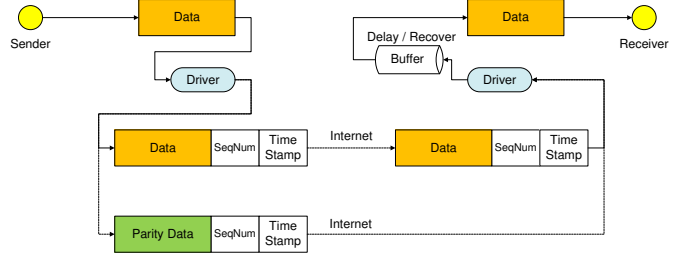 Data
Data
Sender
Delay / Recover
Receiver
Buffer
Driver
Driver
Data
SeqNum
Time
Stamp
Internet
Data
SeqNum
Time
Stamp
Parity Data
SeqNum
Time
Stamp
Internet